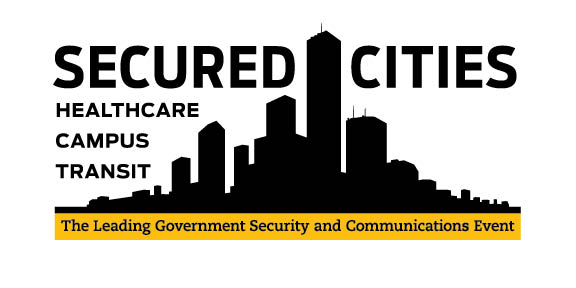 SECURED CITIES
HEALTHCARE
CAMPUS
TRANSIT
The Leading Government Security and Communications Event